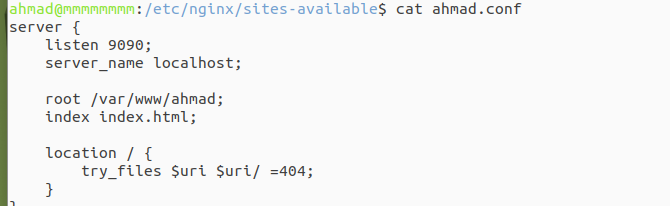 ahmad@mmmmmmmm:/etc/nginx/sites-available$ cat ahmad.conf
server {
    listen 9090;
    server_name localhost;

    root /var/www/ahmad;
    index index.html;

    location / {
        try_files $uri $uri/ =404;
    }
}